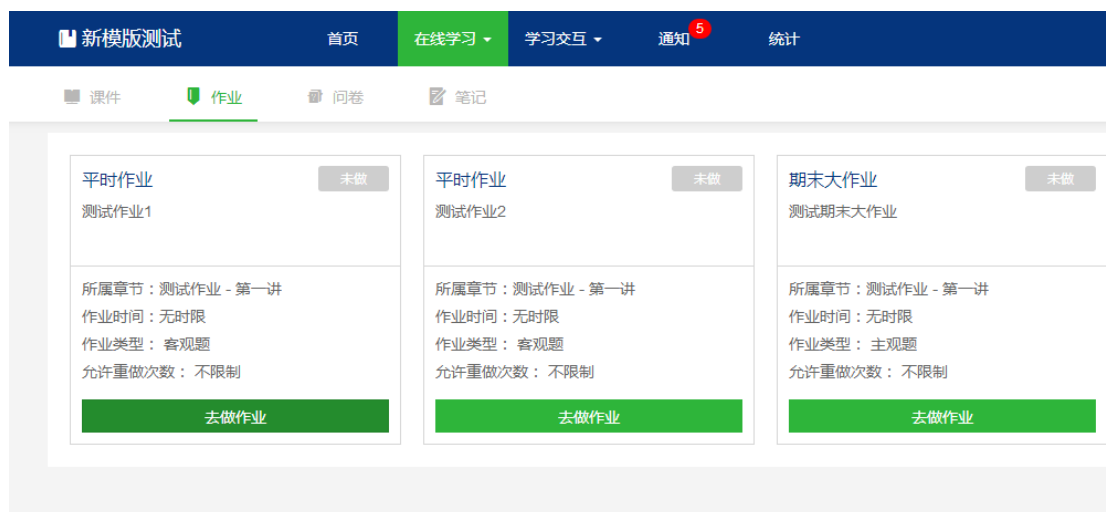 新模版测试 首页 在线学习 学习交互 通知 5 统计
课件 作业 问卷 笔记
平时作业 未做
测试作业1
所属章节：测试作业 - 第一讲
作业时间：无时限
作业类型： 客观题
允许重做次数： 不限制
去做作业
平时作业 未做
测试作业2
所属章节：测试作业 - 第一讲
作业时间：无时限
作业类型： 客观题
允许重做次数： 不限制
去做作业
期末大作业 未做
测试期末大作业
所属章节：测试作业 - 第一讲
作业时间：无时限
作业类型： 主观题
允许重做次数： 不限制
去做作业